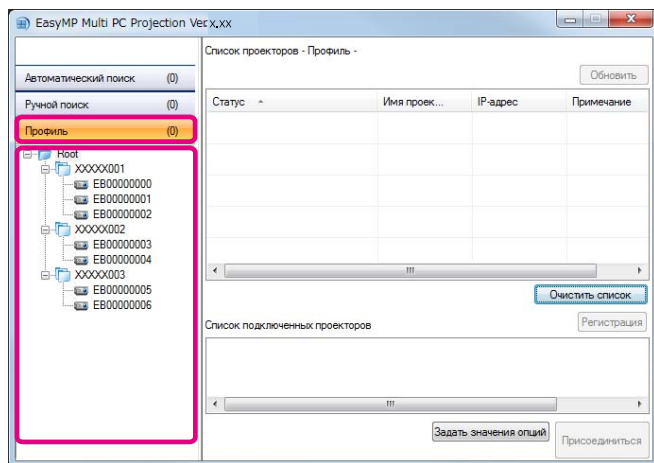 EasyMP Multi PC Projection Ver.x.xx
Список проекторов - Профиль -
Автоматический поиск (0)
Обновить
Ручной поиск (0)
Статус Имя проек... IP-адрес Примечание
Профиль (0)
Root
XXXXX001
EB00000000
EB00000001
EB00000002
XXXXX002
EB00000003
EB00000004
XXXXX003
EB00000005
EB00000006
Очистить список
Список подключенных проекторов
Регистрация
Задать значения опций
Присоединиться